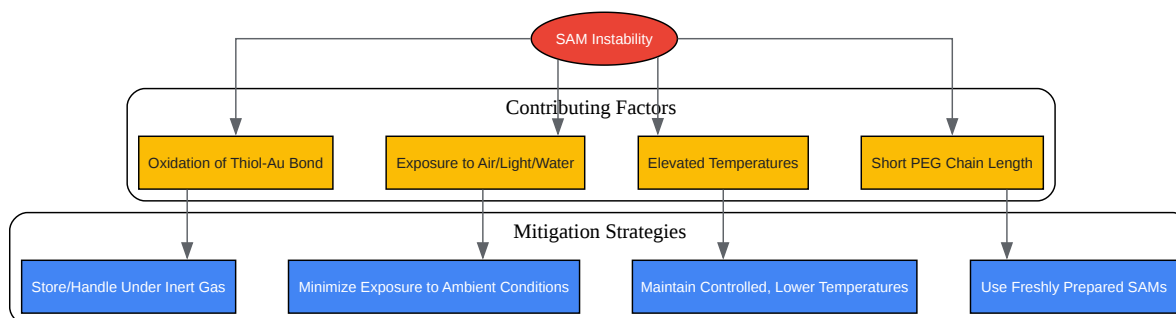 SAM Instability
Contributing Factors
Oxidation of Thiol-Au Bond
Exposure to Air/Light/Water
Elevated Temperatures
Short PEG Chain Length
Mitigation Strategies
Store/Handle Under Inert Gas
Minimize Exposure to Ambient Conditions
Maintain Controlled, Lower Temperatures
Use Freshly Prepared SAMs